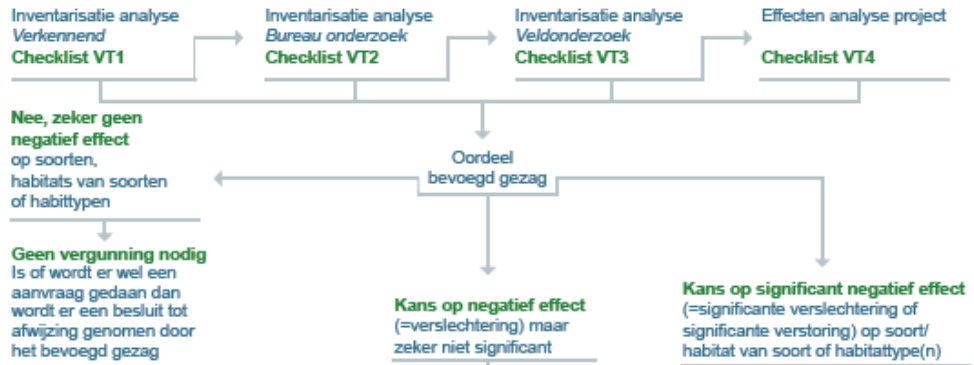 Inventarisatie analyse
Verkennend
Checklist VT1
Inventarisatie analyse
Bureau onderzoek
Checklist VT2
Inventarisatie analyse
Veldonderzoek
Checklist VT3
Effecten analyse project
Checklist VT4
Nee, zeker geen
negatief effect
op soorten,
habitats van soorten
of habittypen
Oordeel
bevoegd gezag
Geen vergunning nodig
Is of wordt er wel een
aanvraag gedaan dan
wordt er een besluit tot
afwijzing genomen door
het bevoegd gezag
Kans op negatief effect
(=verslechtering) maar
zeker niet significant
Kans op significant negatief effect
(=significante verslechtering of
significante verstoring) op soort/
habitat van soort of habitattype(n)